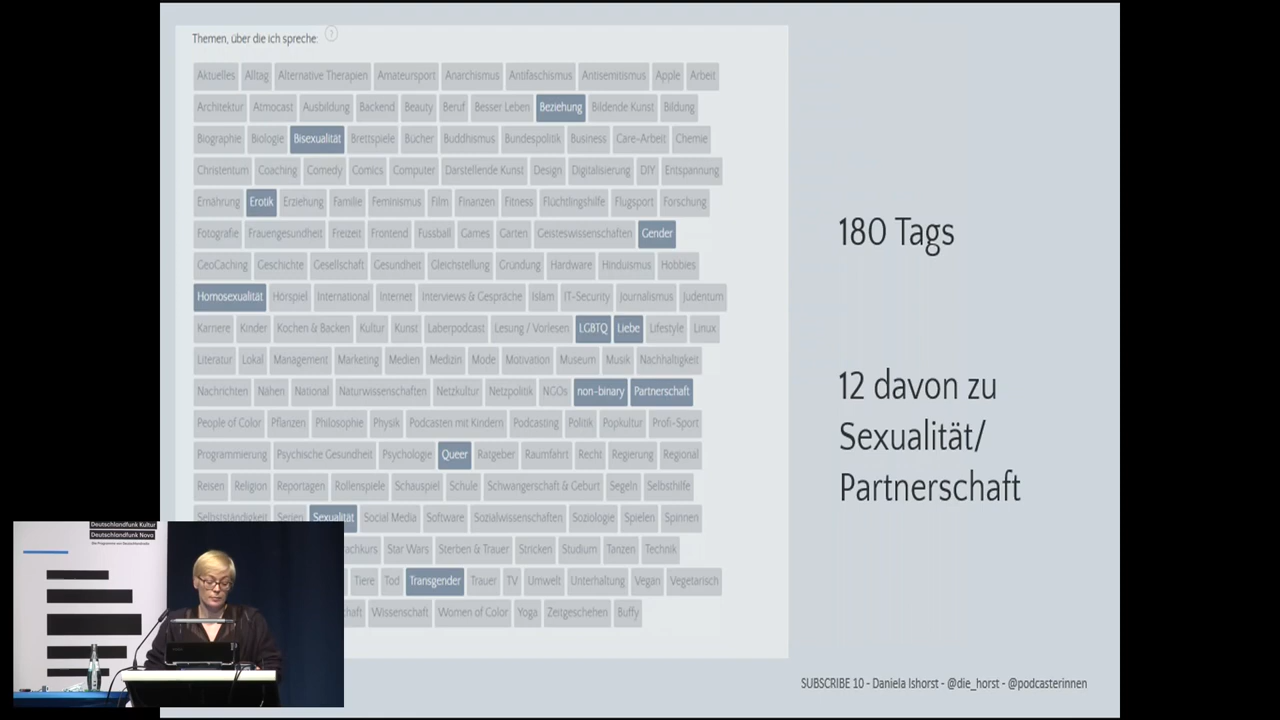 Themen, über die ich spreche: ?
Aktuelles Alltag Alternative Therapien Amateursport Anarchismus Antifaschismus Antisemitismus Apple Arbeit
Architektur Atmocast Ausbildung Backend Beauty Beruf Besser Leben Beziehung Bildende Kunst Bildung
Biographie Biologie Bisexualität Brettspiele Bücher Buddhismus Bundespolitik Business Care-Arbeit Chemie
Christentum Coaching Comedy Comics Computer Darstellende Kunst Design Digitalisierung DIY Entspannung
Ernährung Erotik Erziehung Familie Feminismus Film Finanzen Fitness Flüchtlingshilfe Flugsport Forschung
Fotografie Frauengesundheit Freizeit Frontend Fussball Games Garten Geisteswissenschaften Gender
GeoCaching Geschichte Gesellschaft Gesundheit Gleichstellung Gründung Hardware Hinduismus Hobbies
Homosexualität Hörspiel International Internet Interviews & Gespräche Islam IT-Security Journalismus Judentum
Karriere Kinder Kochen & Backen Kultur Kunst Laberpodcast Lesung / Vorlesen LGBTQ Liebe Lifestyle Linux
Literatur Lokal Management Marketing Medien Medizin Mode Motivation Museum Musik Nachhaltigkeit
Nachrichten Nähen National Naturwissenschaften Netzkultur Netzpolitik NGOs non-binary Partnerschaft
People of Color Pflanzen Philosophie Physik Podcasten mit Kindern Podcasting Politik Popkultur Profi-Sport
Programmierung Psychische Gesundheit Psychologie Queer Ratgeber Raumfahrt Recht Regierung Regional
Reisen Religion Reportagen Rollenspiele Schauspiel Schule Schwangerschaft & Geburt Segeln Selbsthilfe
Selbstständigkeit Serien Sexualität Social Media Software Sozialwissenschaften Soziologie Spielen Spinnen
achkurs Star Wars Sterben & Trauer Stricken Studium Tanzen Technik
Tiere Tod Transgender Trauer TV Umwelt Unterhaltung Vegan Vegetarisch
haft Wissenschaft Women of Color Yoga Zeitgeschehen Buffy
180 Tags
12 davon zu
Sexualität/
Partnerschaft
Deutschlandfunk Kultur
Deutschlandfunk Nova
SUBSCRIBE 10 - Daniela Ishorst - @die_horst - @podcasterinnen